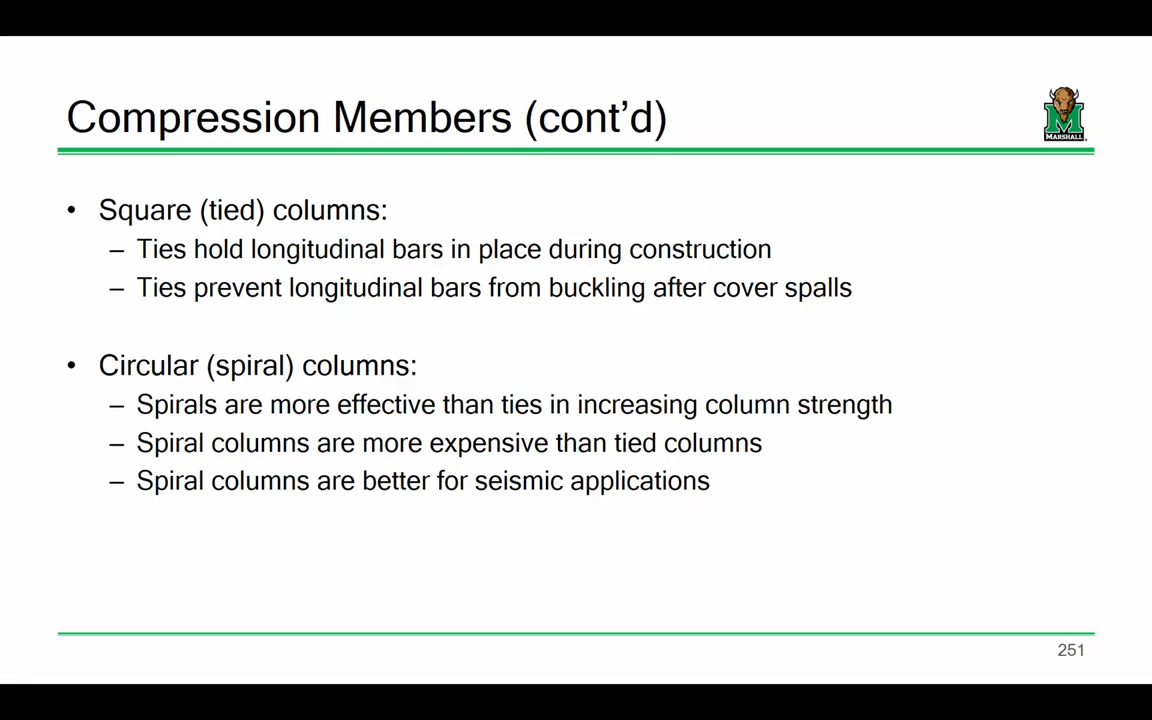 Compression Members (cont'd)
MARSHALL
• Square (tied) columns:
– Ties hold longitudinal bars in place during construction
– Ties prevent longitudinal bars from buckling after cover spalls
• Circular (spiral) columns:
– Spirals are more effective than ties in increasing column strength
– Spiral columns are more expensive than tied columns
– Spiral columns are better for seismic applications
251